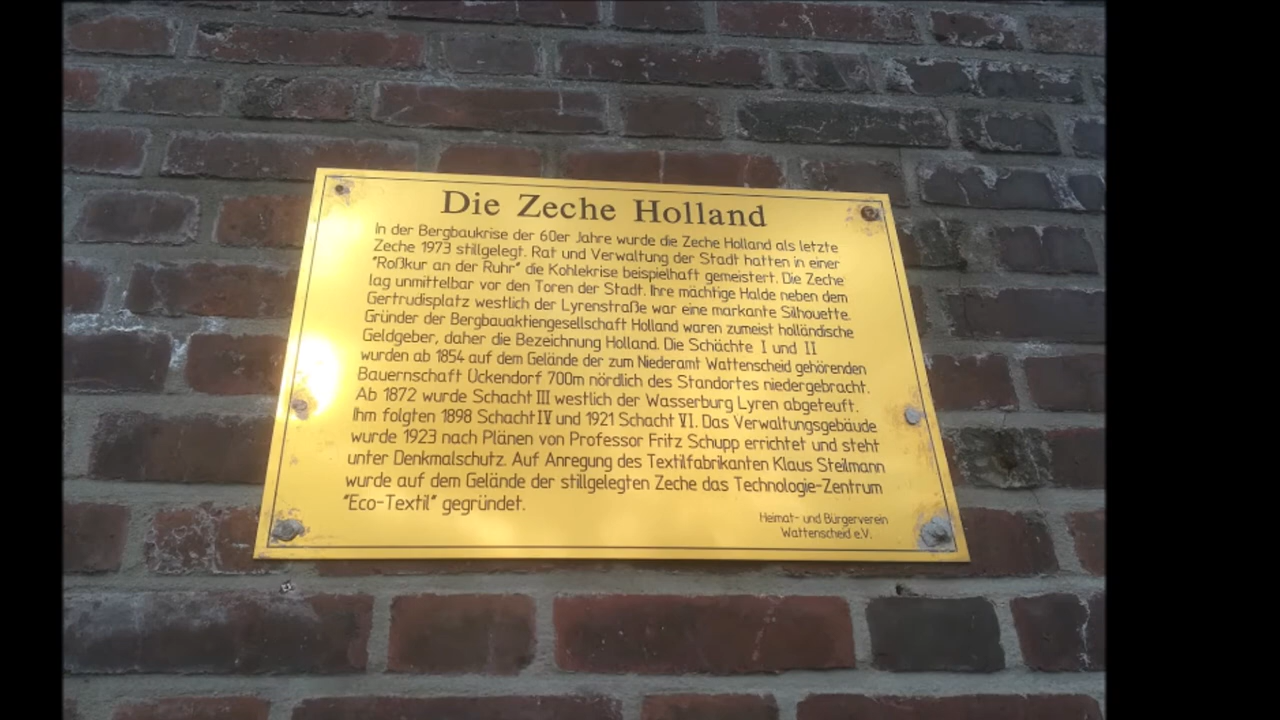 Die Zeche Holland
In der Bergbaukrise der 60er Jahre wurde die Zeche Holland als letzte
Zeche 1973 stillgelegt. Rat und Verwaltung der Stadt hatten in einer
"Roßkur an der Ruhr" die Kohlekrise beispielhaft gemeistert. Die Zeche
lag unmittelbar vor den Toren der Stadt. Ihre mächtige Halde neben dem
Gertrudisplatz westlich der Lyrenstraße war eine markante Silhouette.
Gründer der Bergbauaktiengesellschaft Holland waren zumeist holländische
Geldgeber, daher die Bezeichnung Holland. Die Schächte I und II
wurden ab 1854 auf dem Gelände der zum Niederamt Wattenscheid gehörenden
Bauernschaft Ückendorf 700m nördlich des Standortes niedergebracht.
Ab 1872 wurde Schacht III westlich der Wasserburg Lyren abgeteuft.
Ihm folgten 1898 Schacht IV und 1921 Schacht VI. Das Verwaltungsgebäude
wurde 1923 nach Plänen von Professor Fritz Schupp errichtet und steht
unter Denkmalschutz. Auf Anregung des Textilfabrikanten Klaus Steilmann
wurde auf dem Gelände der stillgelegten Zeche das Technologie-Zentrum
"Eco-Textil" gegründet.
Heimat- und Bürgerverein
Wattenscheid e.V.